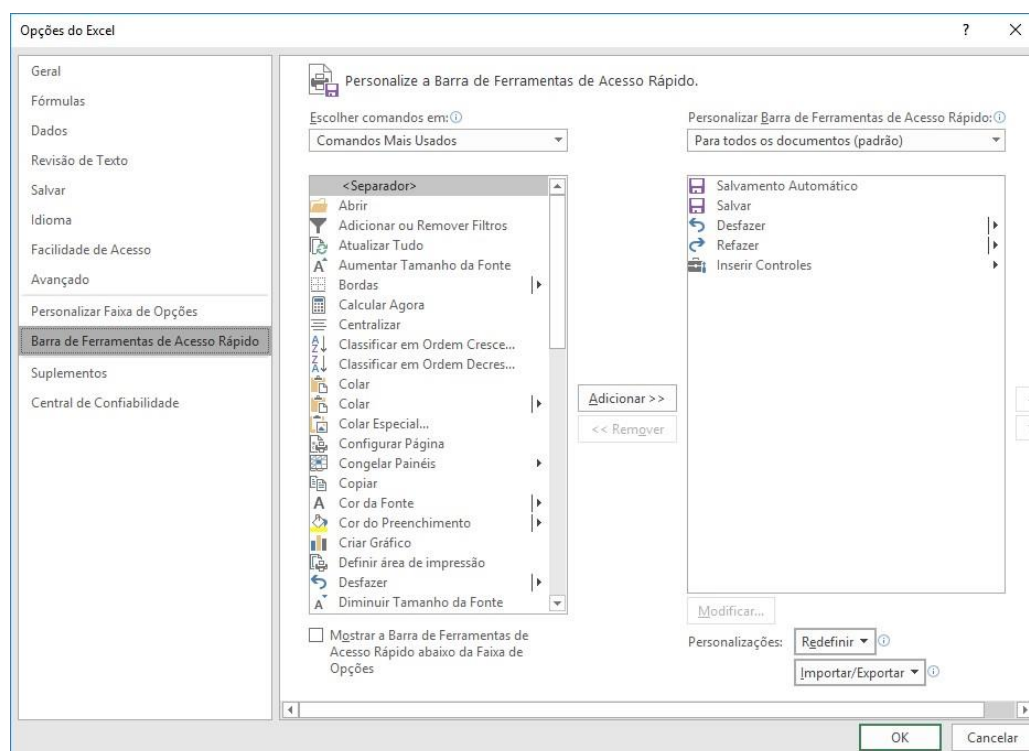 Opções do Excel
?
Geral
Fórmulas
Dados
Revisão de Texto
Salvar
Idioma
Facilidade de Acesso
Avançado
Personalizar Faixa de Opções
Barra de Ferramentas de Acesso Rápido
Suplementos
Central de Confiabilidade
Personalize a Barra de Ferramentas de Acesso Rápido.
Escolher comandos em:
Comandos Mais Usados
<Separador>
Abrir
Adicionar ou Remover Filtros
Atualizar Tudo
Aumentar Tamanho da Fonte
Bordas
Calcular Agora
Centralizar
Classificar em Ordem Cresce...
Classificar em Ordem Decres...
Colar
Colar
Colar Especial...
Configurar Página
Congelar Painéis
Copiar
Cor da Fonte
Cor do Preenchimento
Criar Gráfico
Definir área de impressão
Desfazer
Diminuir Tamanho da Fonte
Mostrar a Barra de Ferramentas de
Acesso Rápido abaixo da Faixa de
Opções
Adicionar >>
<< Remover
Personalizar Barra de Ferramentas de Acesso Rápido:
Para todos os documentos (padrão)
Salvamento Automático
Salvar
Desfazer
Refazer
Inserir Controles
Modificar...
Personalizações:
Redefinir
Importar/Exportar
OK
Cancelar